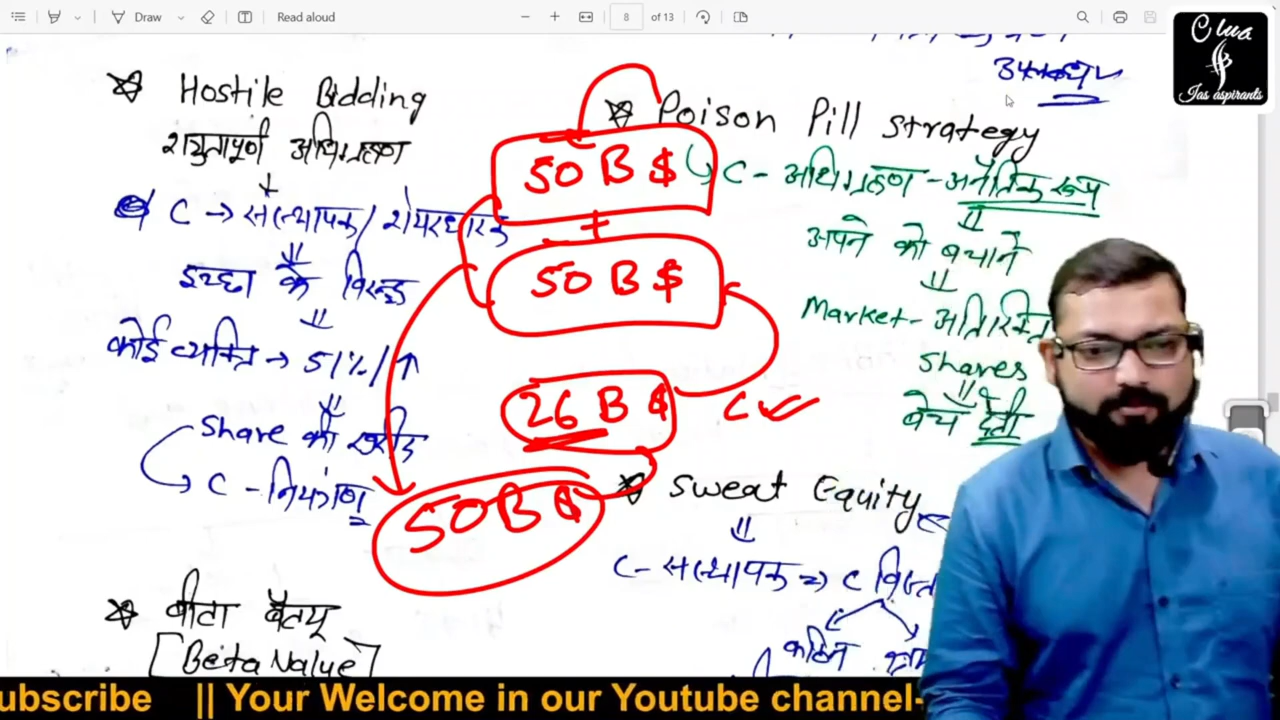 Draw
Read aloud
8 of 13
C lua
Ias aspirants
Hostile Bidding
शत्रुतापूर्ण अधिग्रहण
C → संस्थापक / शेयरधारक
इच्छा के विरुद्ध
कोई व्यक्ति → 51% / ↑
Share को खरीद
C - नियंत्रण
बीटा वैल्यू
[Beta Value]
50 B $
+
50 B $
26 B $
C ✓
50 B $
Poison Pill Strategy
C - अधिग्रहण - अनैतिक रूप
अपने को बचाने
Market - अतिरिक्त
Shares
बेच देती
Sweat Equity
C - संस्थापक ⇒ C
कठिन
ubscribe || Your Welcome in our Youtube channel-